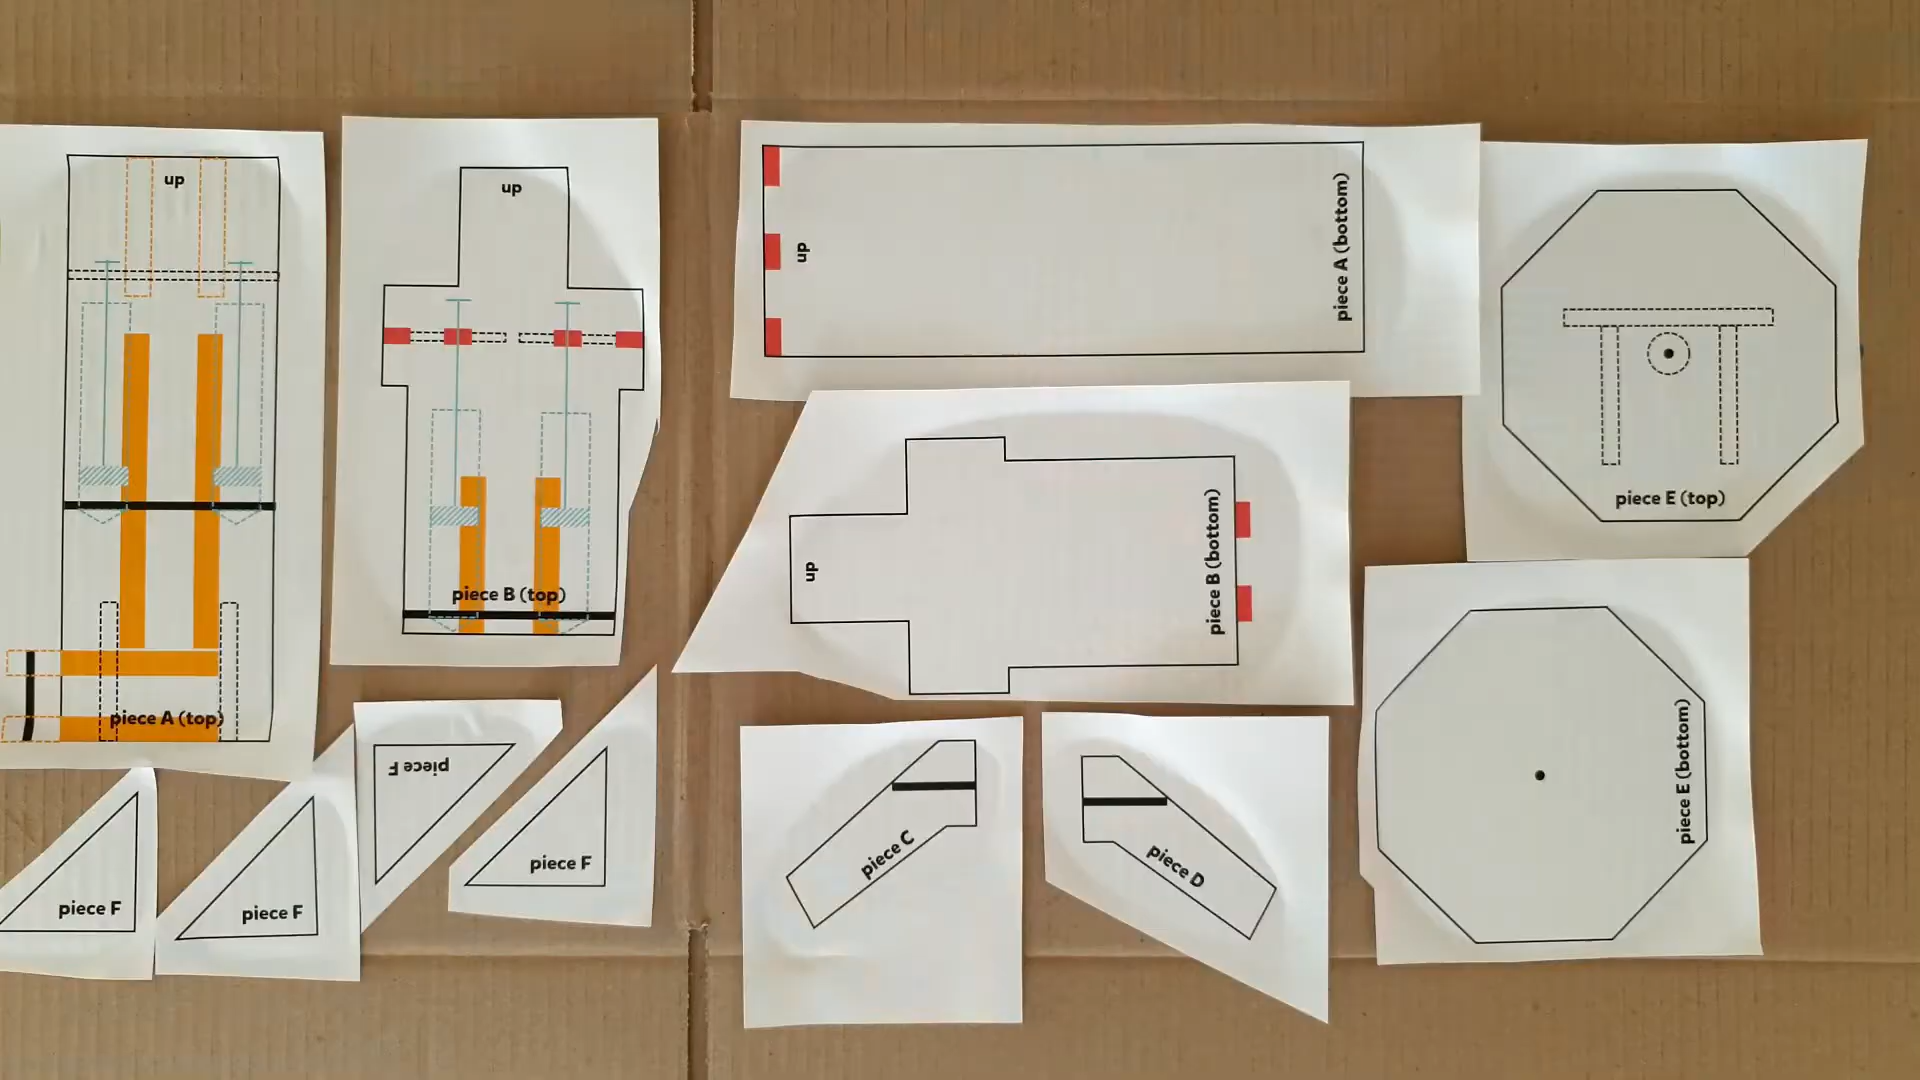 up
piece A (top)
up
piece B (top)
up
piece A (bottom)
up
piece B (bottom)
piece E (top)
piece E (bottom)
piece F
piece F
piece F
piece F
piece C
piece D